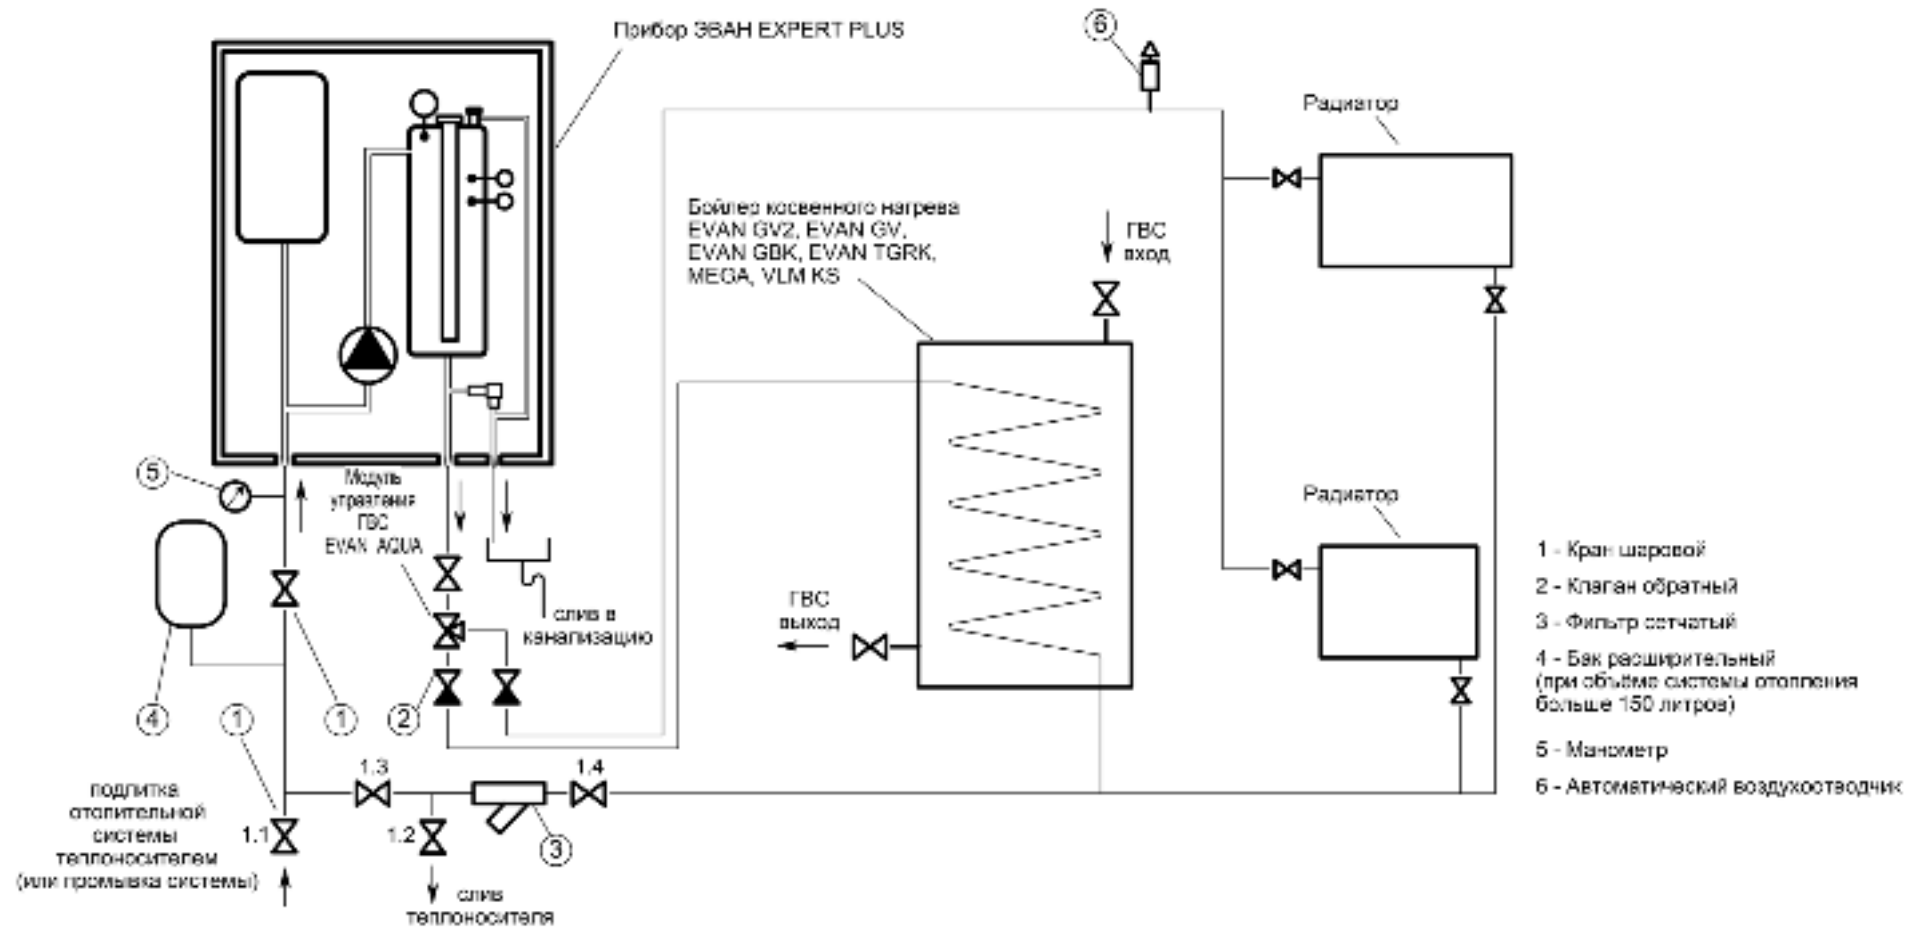 Прибор ЭВАН EXPERT PLUS
6
Радиатор
Бойлер косвенного нагрева
EVAN GV2, EVAN GV,
EVAN GBK, EVAN TGRK,
MEGA, VLM KS
ГВС
вход
5
Модуль
управления
ГВС
EVAN AQUA
слив в
канализацию
ГВС
выход
Радиатор
4
1
1
2
1.3
1.4
подпитка
отопительной
системы
теплоносителем
(или промывка системы)
1.1
1.2
3
слив
теплоносителя
1 - Кран шаровой
2 - Клапан обратный
3 - Фильтр сетчатый
4 - Бак расширительный
(при объёме системы отопления
больше 150 литров)
5 - Манометр
6 - Автоматический воздухоотводчик